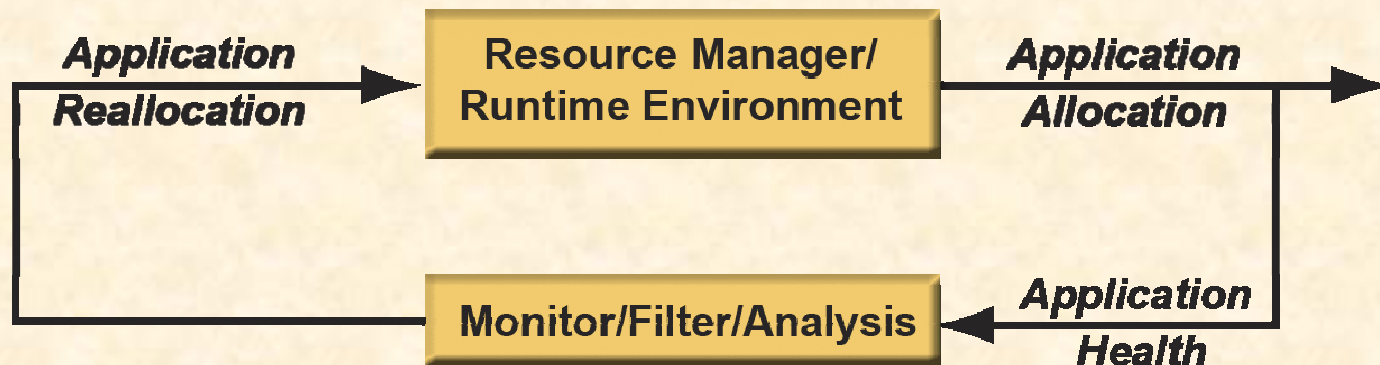 Application
Reallocation
Resource Manager/
Runtime Environment
Application
Allocation
Monitor/Filter/Analysis
Application
Health